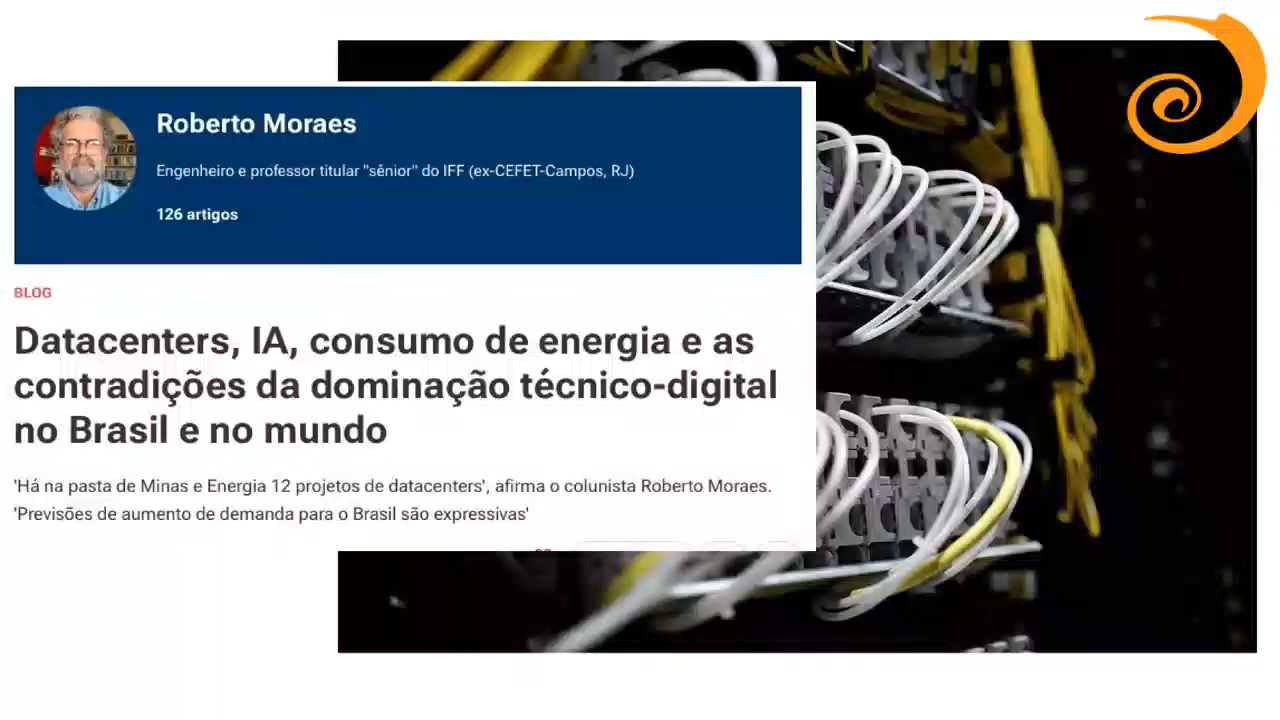 Roberto Moraes
Engenheiro e professor titular "sênior" do IFF (ex-CEFET-Campos, RJ)
126 artigos
BLOG
Datacenters, IA, consumo de energia e as
contradições da dominação técnico-digital
no Brasil e no mundo
'Há na pasta de Minas e Energia 12 projetos de datacenters', afirma o colunista Roberto Moraes.
'Previsões de aumento de demanda para o Brasil são expressivas'